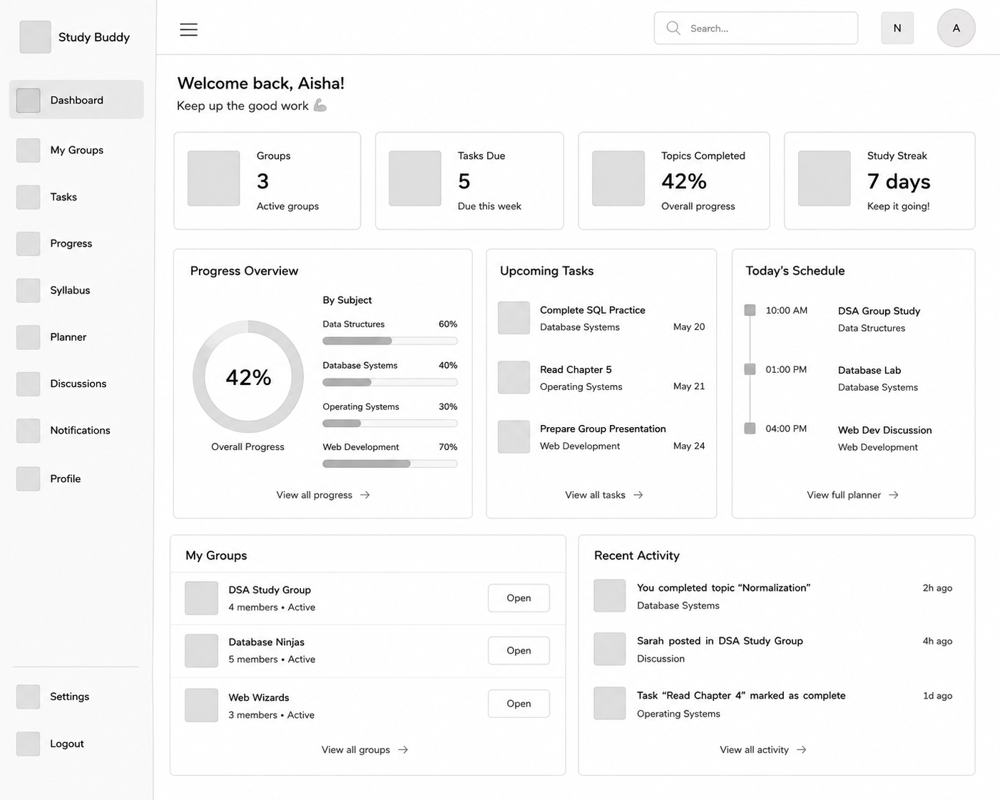 Study Buddy
Dashboard
My Groups
Tasks
Progress
Syllabus
Planner
Discussions
Notifications
Profile
Settings
Logout
Search...
N
A
Welcome back, Aisha!
Keep up the good work 💪
Groups
3
Active groups
Tasks Due
5
Due this week
Topics Completed
42%
Overall progress
Study Streak
7 days
Keep it going!
Progress Overview
42%
Overall Progress
By Subject
Data Structures 60%
Database Systems 40%
Operating Systems 30%
Web Development 70%
View all progress →
Upcoming Tasks
Complete SQL Practice
Database Systems May 20
Read Chapter 5
Operating Systems May 21
Prepare Group Presentation
Web Development May 24
View all tasks →
Today’s Schedule
10:00 AM DSA Group Study
Data Structures
01:00 PM Database Lab
Database Systems
04:00 PM Web Dev Discussion
Web Development
View full planner →
My Groups
DSA Study Group
4 members • Active
Open
Database Ninjas
5 members • Active
Open
Web Wizards
3 members • Active
Open
View all groups →
Recent Activity
You completed topic “Normalization” 2h ago
Database Systems
Sarah posted in DSA Study Group 4h ago
Discussion
Task “Read Chapter 4” marked as complete 1d ago
Operating Systems
View all activity →